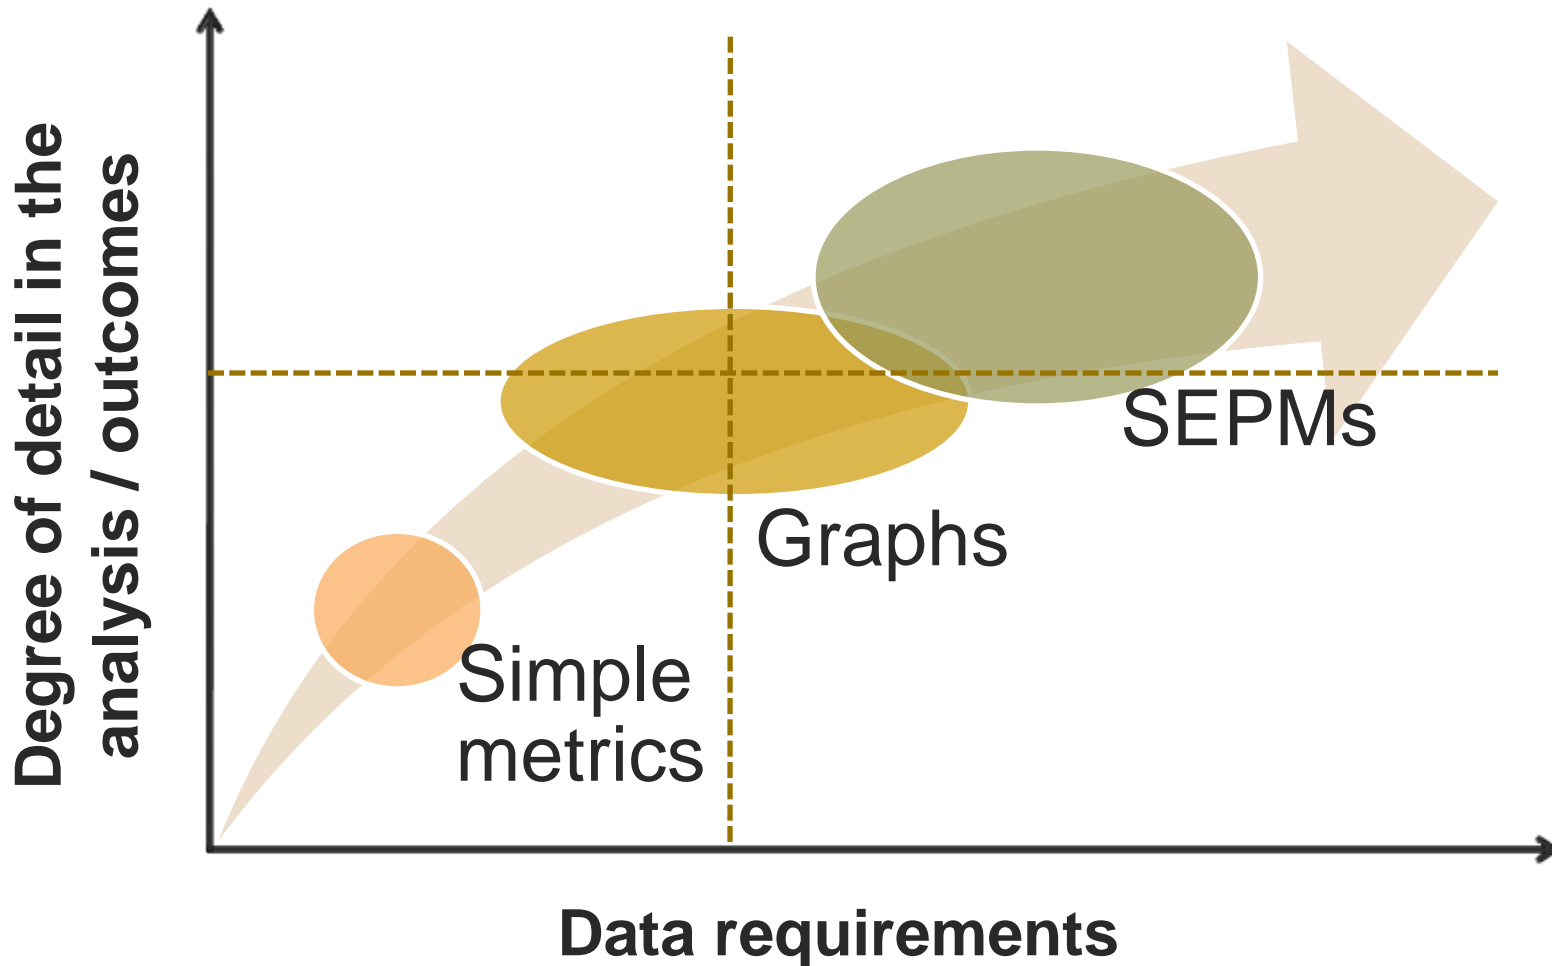 Degree of detail in the
analysis / outcomes
SEPMs
Graphs
Simple
metrics
Data requirements